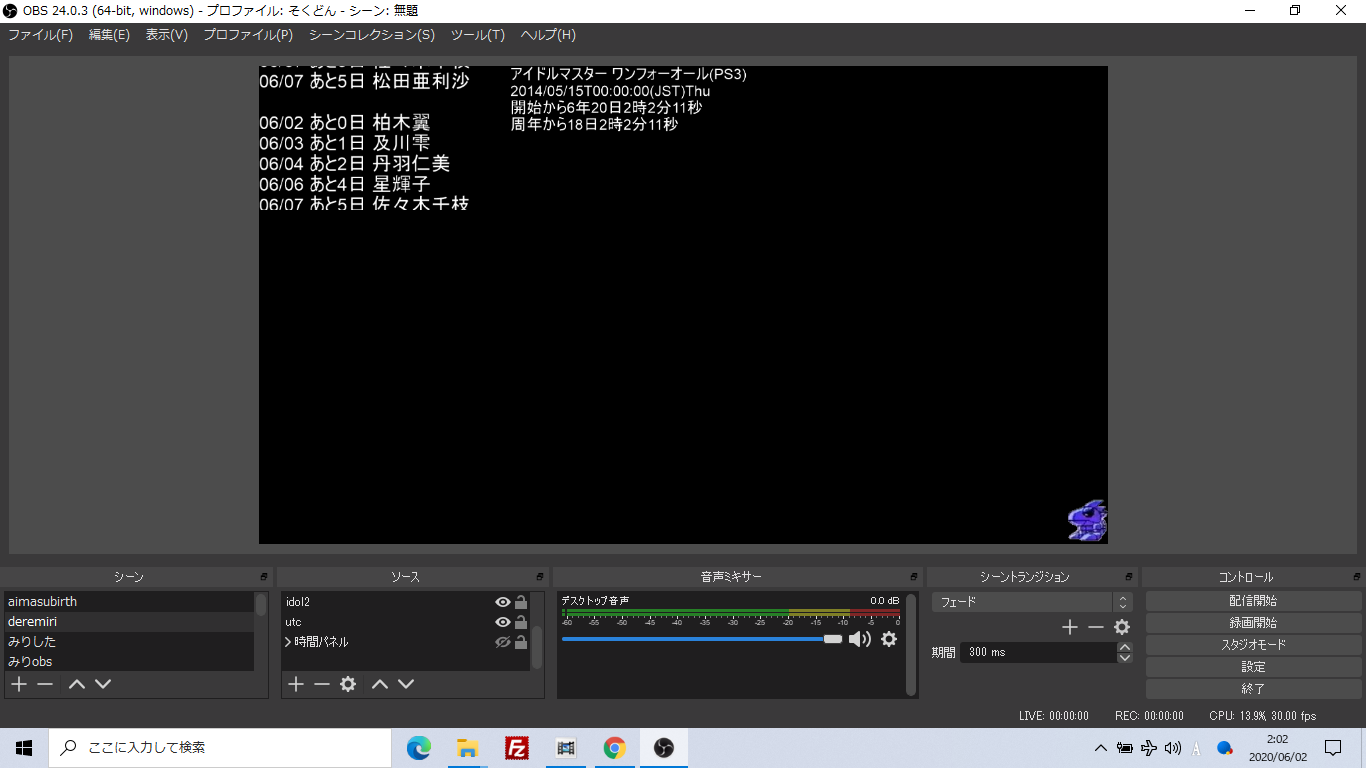 OBS 24.0.3 (64-bit, windows) - プロファイル: そくどん - シーン: 無題
ファイル(F) 編集(E) 表示(V) プロファイル(P) シーンコレクション(S) ツール(T) ヘルプ(H)
06/07 あと5日 松田亜利沙
06/02 あと0日 柏木翼
06/03 あと1日 及川雫
06/04 あと2日 丹羽仁美
06/06 あと4日 星輝子
06/07 あと5日 佐々木千枝
アイドルマスター ワンフォーオール(PS3)
2014/05/15T00:00:00(JST)Thu
開始から6年20日2時2分11秒
周年から18日2時2分11秒
シーン
aimasubirth
deremiri
みりした
みりobs
ソース
idol2
utc
時間パネル
音声ミキサー
デスクトップ音声 0.0 dB
-60 -55 -50 -45 -40 -35 -30 -25 -20 -15 -10 -5 0
シーントランジション
フェード
期間 300 ms
コントロール
配信開始
録画開始
スタジオモード
設定
終了
LIVE: 00:00:00 REC: 00:00:00 CPU: 13.9%, 30.00 fps
ここに入力して検索
Fz
A
2:02
2020/06/02